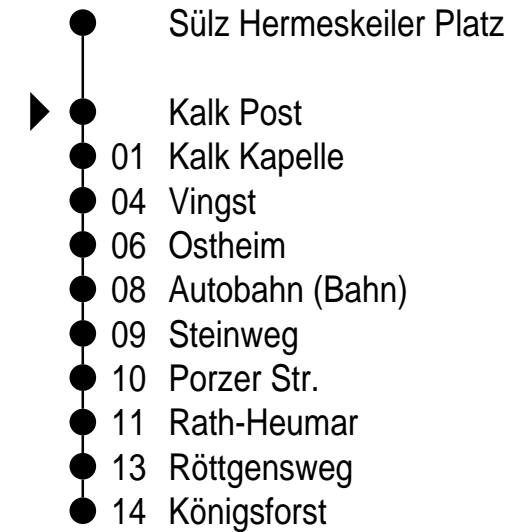 Sülz Hermeskeiler Platz
Kalk Post
01 Kalk Kapelle
04 Vingst
06 Ostheim
08 Autobahn (Bahn)
09 Steinweg
10 Porzer Str.
11 Rath-Heumar
13 Röttgensweg
14 Königsforst